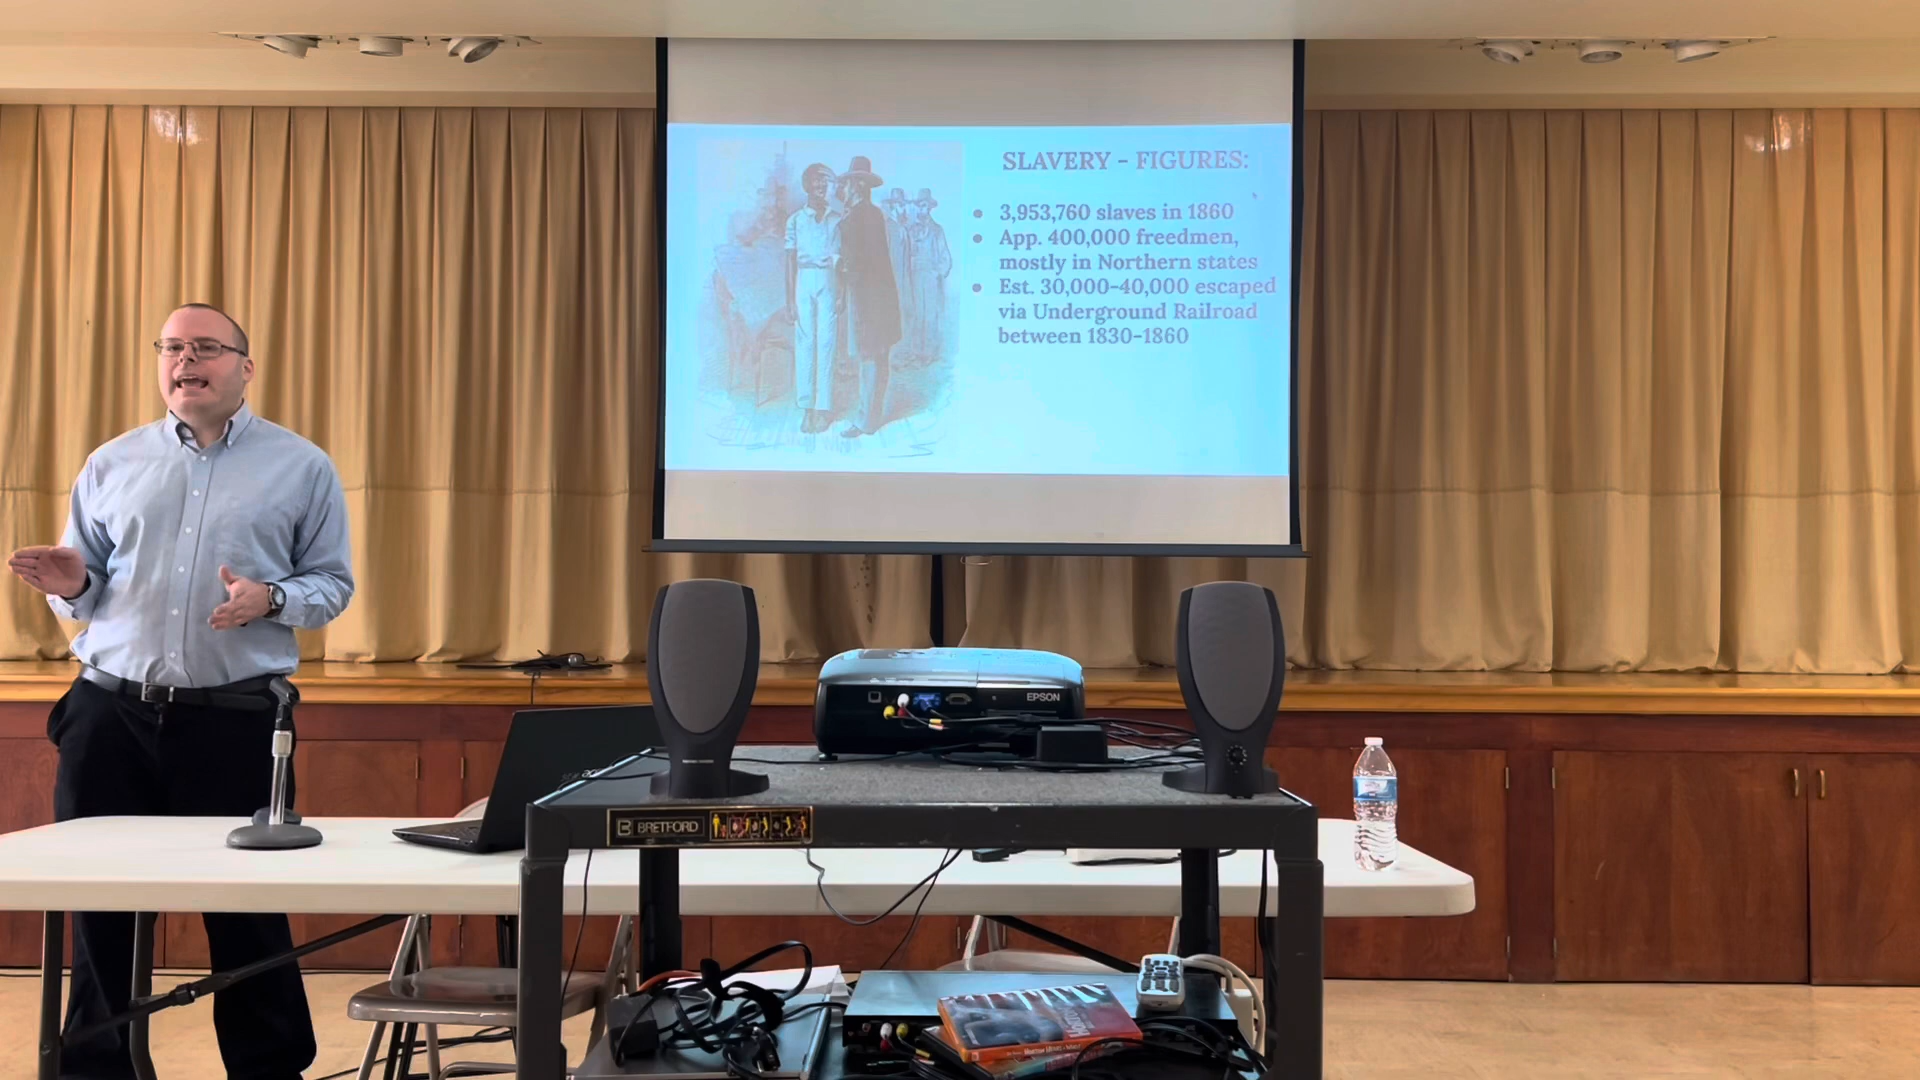 SLAVERY - FIGURES:
3,953,760 slaves in 1860
App. 400,000 freedmen,
mostly in Northern states
Est. 30,000-40,000 escaped
via Underground Railroad
between 1830-1860
EPSON
BRETFORD